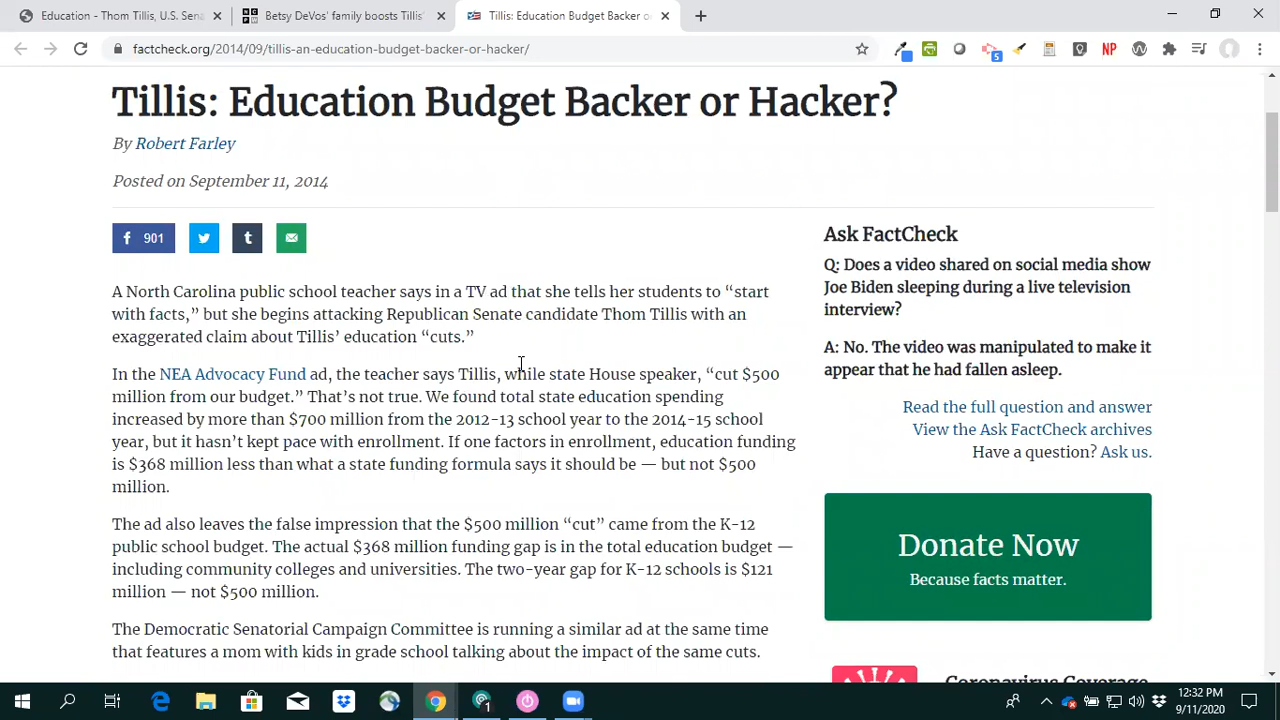 Education - Thom Tillis, U.S. Sen
Betsy DeVos' family boosts Tillis'
Tillis: Education Budget Backer o
factcheck.org/2014/09/tillis-an-education-budget-backer-or-hacker/
5
NP
Tillis: Education Budget Backer or Hacker?
By Robert Farley
Posted on September 11, 2014
901
A North Carolina public school teacher says in a TV ad that she tells her students to “start
with facts,” but she begins attacking Republican Senate candidate Thom Tillis with an
exaggerated claim about Tillis’ education “cuts.”
In the NEA Advocacy Fund ad, the teacher says Tillis, while state House speaker, “cut $500
million from our budget.” That’s not true. We found total state education spending
increased by more than $700 million from the 2012-13 school year to the 2014-15 school
year, but it hasn’t kept pace with enrollment. If one factors in enrollment, education funding
is $368 million less than what a state funding formula says it should be — but not $500
million.
The ad also leaves the false impression that the $500 million “cut” came from the K-12
public school budget. The actual $368 million funding gap is in the total education budget —
including community colleges and universities. The two-year gap for K-12 schools is $121
million — not $500 million.
The Democratic Senatorial Campaign Committee is running a similar ad at the same time
that features a mom with kids in grade school talking about the impact of the same cuts.
Ask FactCheck
Q: Does a video shared on social media show
Joe Biden sleeping during a live television
interview?
A: No. The video was manipulated to make it
appear that he had fallen asleep.
Read the full question and answer
View the Ask FactCheck archives
Have a question? Ask us.
Donate Now
Because facts matter.
Coronavirus Coverage
12:32 PM
9/11/2020